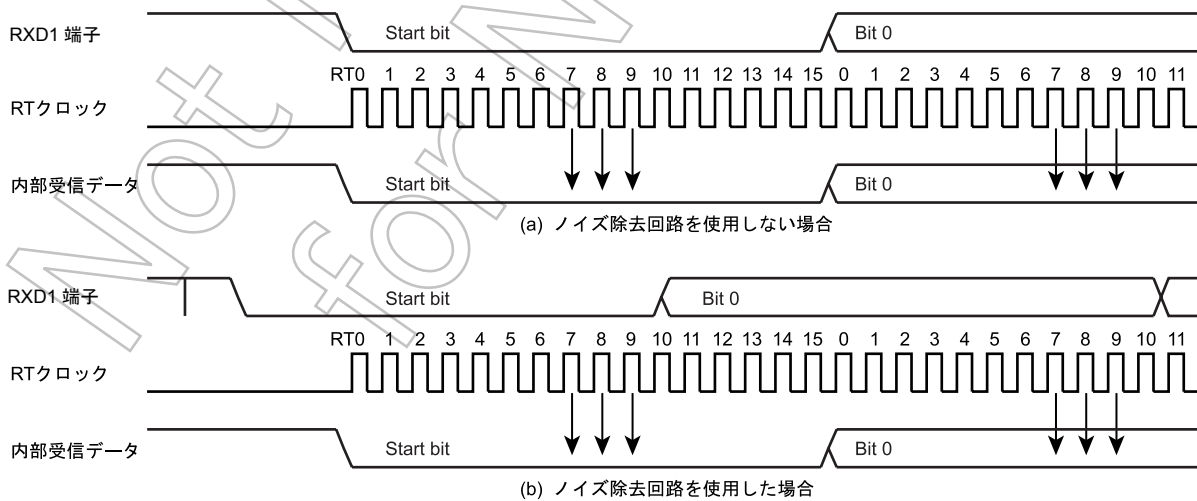 RXD1 端子 Start bit Bit 0
RT0 1 2 3 4 5 6 7 8 9 10 11 12 13 14 15 0 1 2 3 4 5 6 7 8 9 10 11
RTクロック
内部受信データ Start bit Bit 0
(a) ノイズ除去回路を使用しない場合
RXD1 端子 Start bit Bit 0
RT0 1 2 3 4 5 6 7 8 9 10 11 12 13 14 15 0 1 2 3 4 5 6 7 8 9 10 11
RTクロック
内部受信データ Start bit Bit 0
(b) ノイズ除去回路を使用した場合
Not
for N